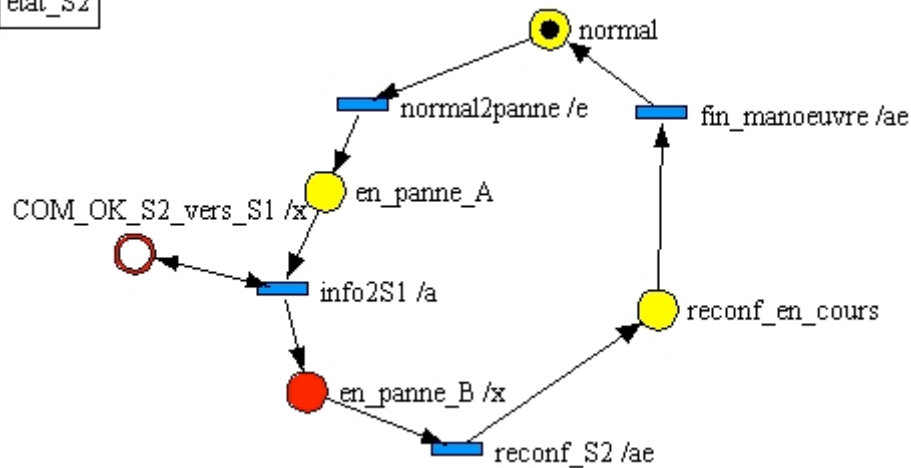 etat_S2
normal
normal2panne /e
fin_manoeuvre /ae
en_panne_A
COM_OK_S2_vers_S1 /x
info2S1 /a
reconf_en_cours
en_panne_B /x
reconf_S2 /ae